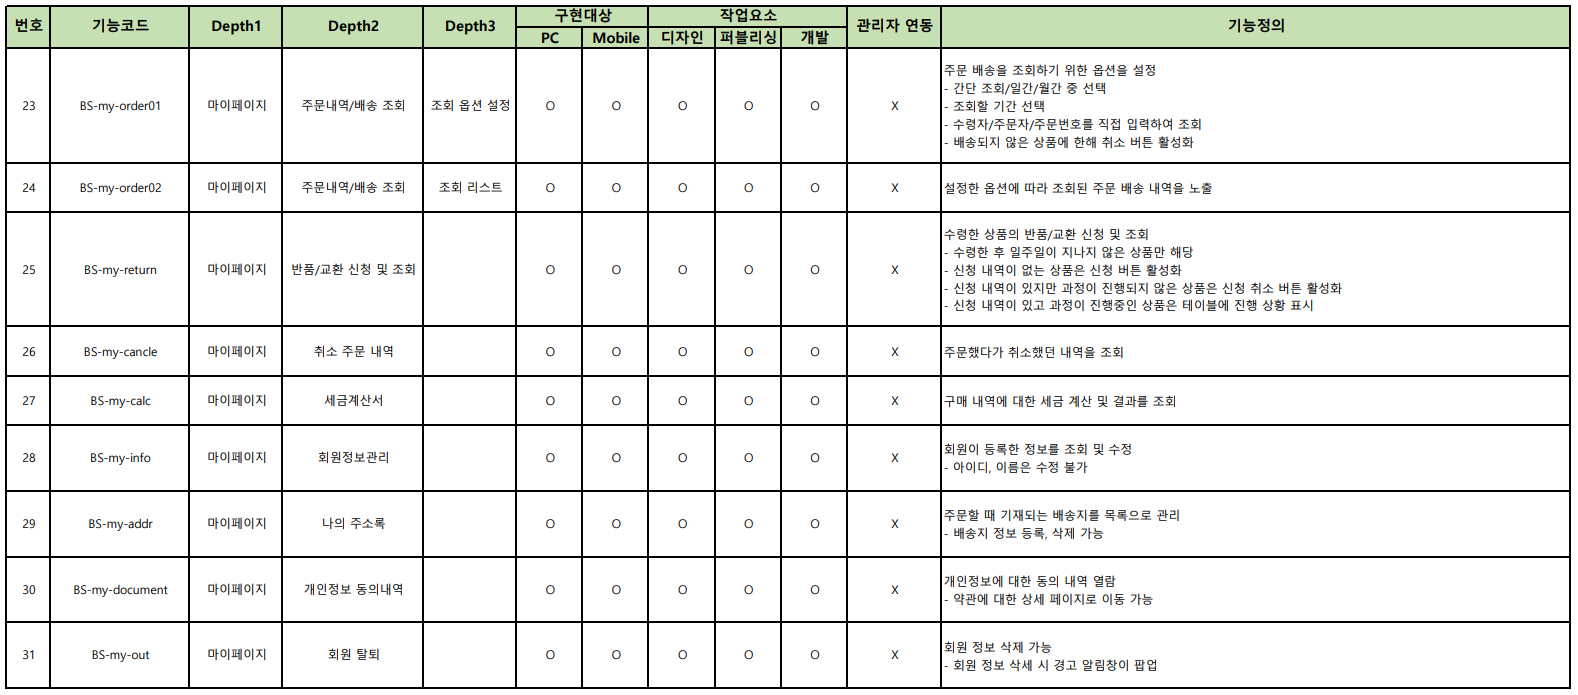 번호 기능코드 Depth1 Depth2 Depth3 구현대상 작업요소 관리자 연동 기능정의
PC Mobile 디자인 퍼블리싱 개발
23 BS-my-order01 마이페이지 주문내역/배송 조회 조회 옵션 설정 O O O O O X 주문 배송을 조회하기 위한 옵션을 설정
- 간단 조회/일간/월간 중 선택
- 조회할 기간 선택
- 수령자/주문자/주문번호를 직접 입력하여 조회
- 배송되지 않은 상품에 한해 취소 버튼 활성화
24 BS-my-order02 마이페이지 주문내역/배송 조회 조회 리스트 O O O O O X 설정한 옵션에 따라 조회된 주문 배송 내역을 노출
25 BS-my-return 마이페이지 반품/교환 신청 및 조회 O O O O O X 수령한 상품의 반품/교환 신청 및 조회
- 수령한 후 일주일이 지나지 않은 상품만 해당
- 신청 내역이 없는 상품은 신청 버튼 활성화
- 신청 내역이 있지만 과정이 진행되지 않은 상품은 신청 취소 버튼 활성화
- 신청 내역이 있고 과정이 진행중인 상품은 테이블에 진행 상황 표시
26 BS-my-cancle 마이페이지 취소 주문 내역 O O O O O X 주문했다가 취소했던 내역을 조회
27 BS-my-calc 마이페이지 세금계산서 O O O O O X 구매 내역에 대한 세금 계산 및 결과를 조회
28 BS-my-info 마이페이지 회원정보관리 O O O O O X 회원이 등록한 정보를 조회 및 수정
- 아이디, 이름은 수정 불가
29 BS-my-addr 마이페이지 나의 주소록 O O O O O X 주문할 때 기재되는 배송지를 목록으로 관리
- 배송지 정보 등록, 삭제 가능
30 BS-my-document 마이페이지 개인정보 동의내역 O O O O O X 개인정보에 대한 동의 내역 열람
- 약관에 대한 상세 페이지로 이동 가능
31 BS-my-out 마이페이지 회원 탈퇴 O O O O O X 회원 정보 삭제 가능
- 회원 정보 삭세 시 경고 알림창이 팝업